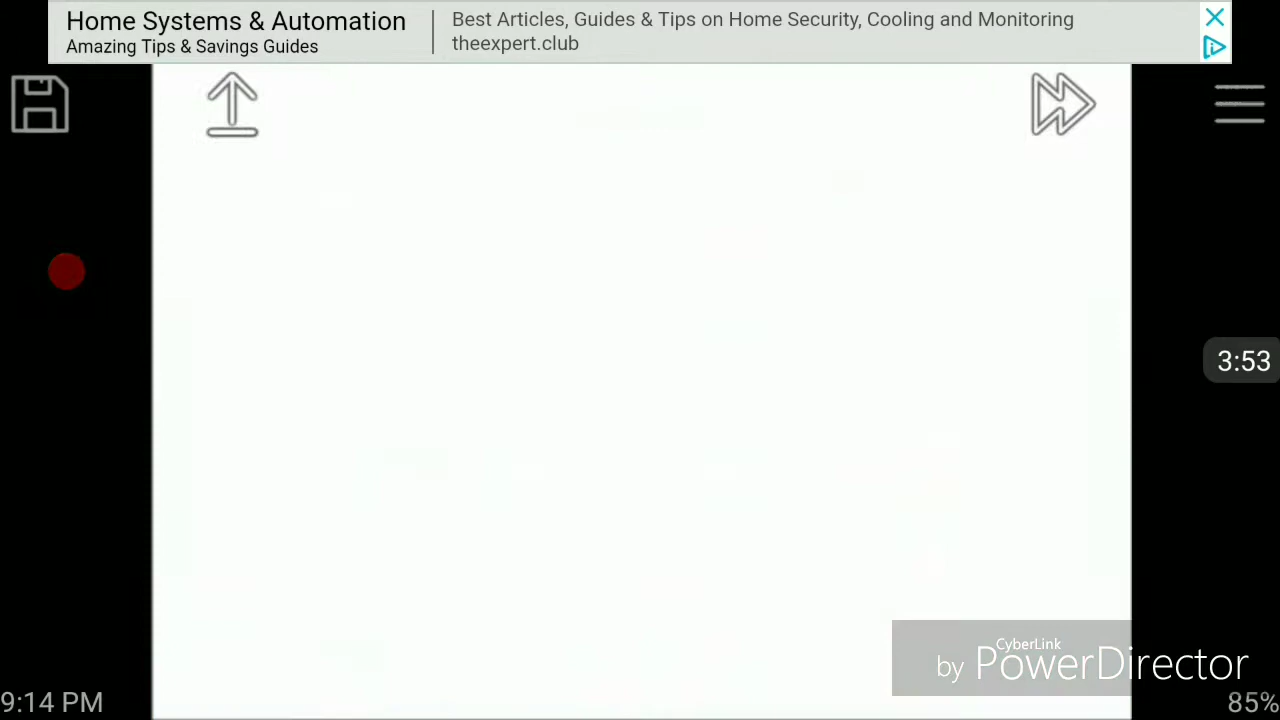 Home Systems & Automation
Amazing Tips & Savings Guides
Best Articles, Guides & Tips on Home Security, Cooling and Monitoring
theexpert.club
3:53
CyberLink
by PowerDirector
9:14 PM
85%